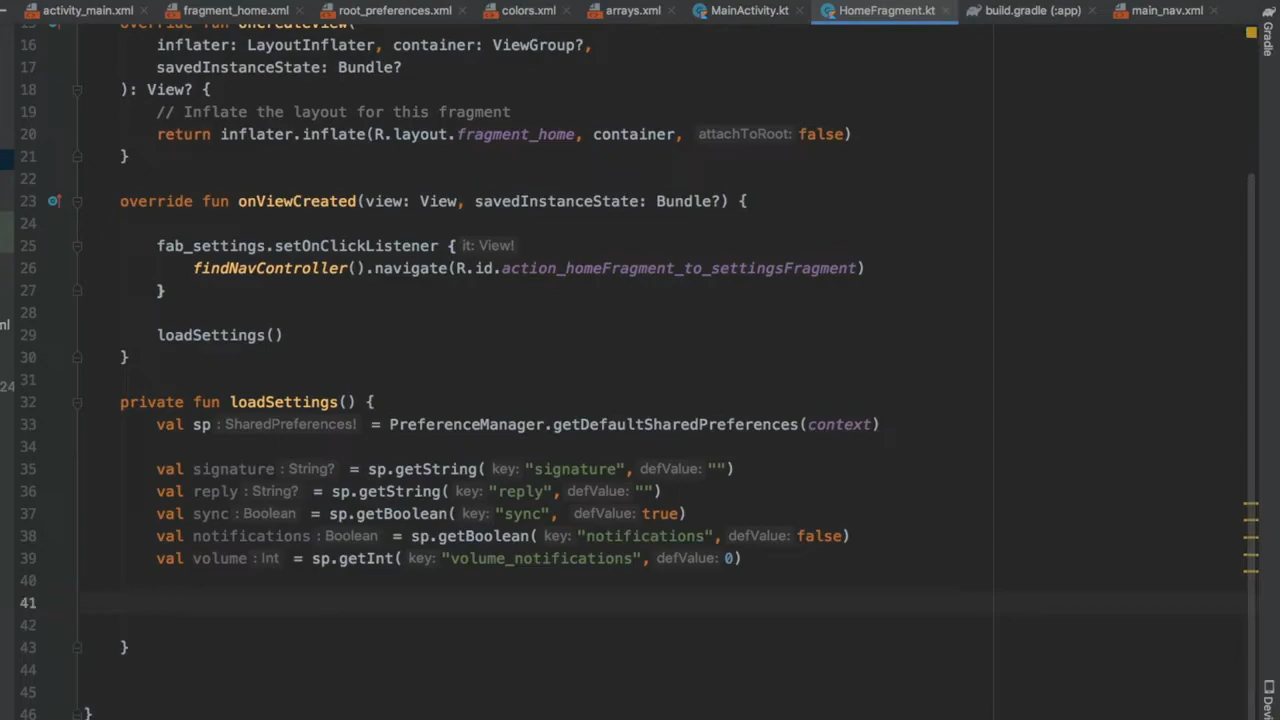 activity_main.xml fragment_home.xml root_preferences.xml colors.xml arrays.xml MainActivity.kt HomeFragment.kt build.gradle (:app) main_nav.xml
Gradle
override fun onCreateView(
16 inflater: LayoutInflater, container: ViewGroup?,
17 savedInstanceState: Bundle?
18 ): View? {
19 // Inflate the layout for this fragment
20 return inflater.inflate(R.layout.fragment_home, container, attachToRoot: false)
21 }
22
23 override fun onViewCreated(view: View, savedInstanceState: Bundle?) {
24
25 fab_settings.setOnClickListener { it: View!
26 findNavController().navigate(R.id.action_homeFragment_to_settingsFragment)
27 }
28
ml
29 loadSettings()
30 }
31
24
32 private fun loadSettings() {
33 val sp : SharedPreferences! = PreferenceManager.getDefaultSharedPreferences(context)
34
35 val signature : String? = sp.getString( key: "signature", defValue: "")
36 val reply : String? = sp.getString( key: "reply", defValue: "")
37 val sync : Boolean = sp.getBoolean( key: "sync", defValue: true)
38 val notifications : Boolean = sp.getBoolean( key: "notifications", defValue: false)
39 val volume : Int = sp.getInt( key: "volume_notifications", defValue: 0)
40
41
42
43 }
44
45
46 }